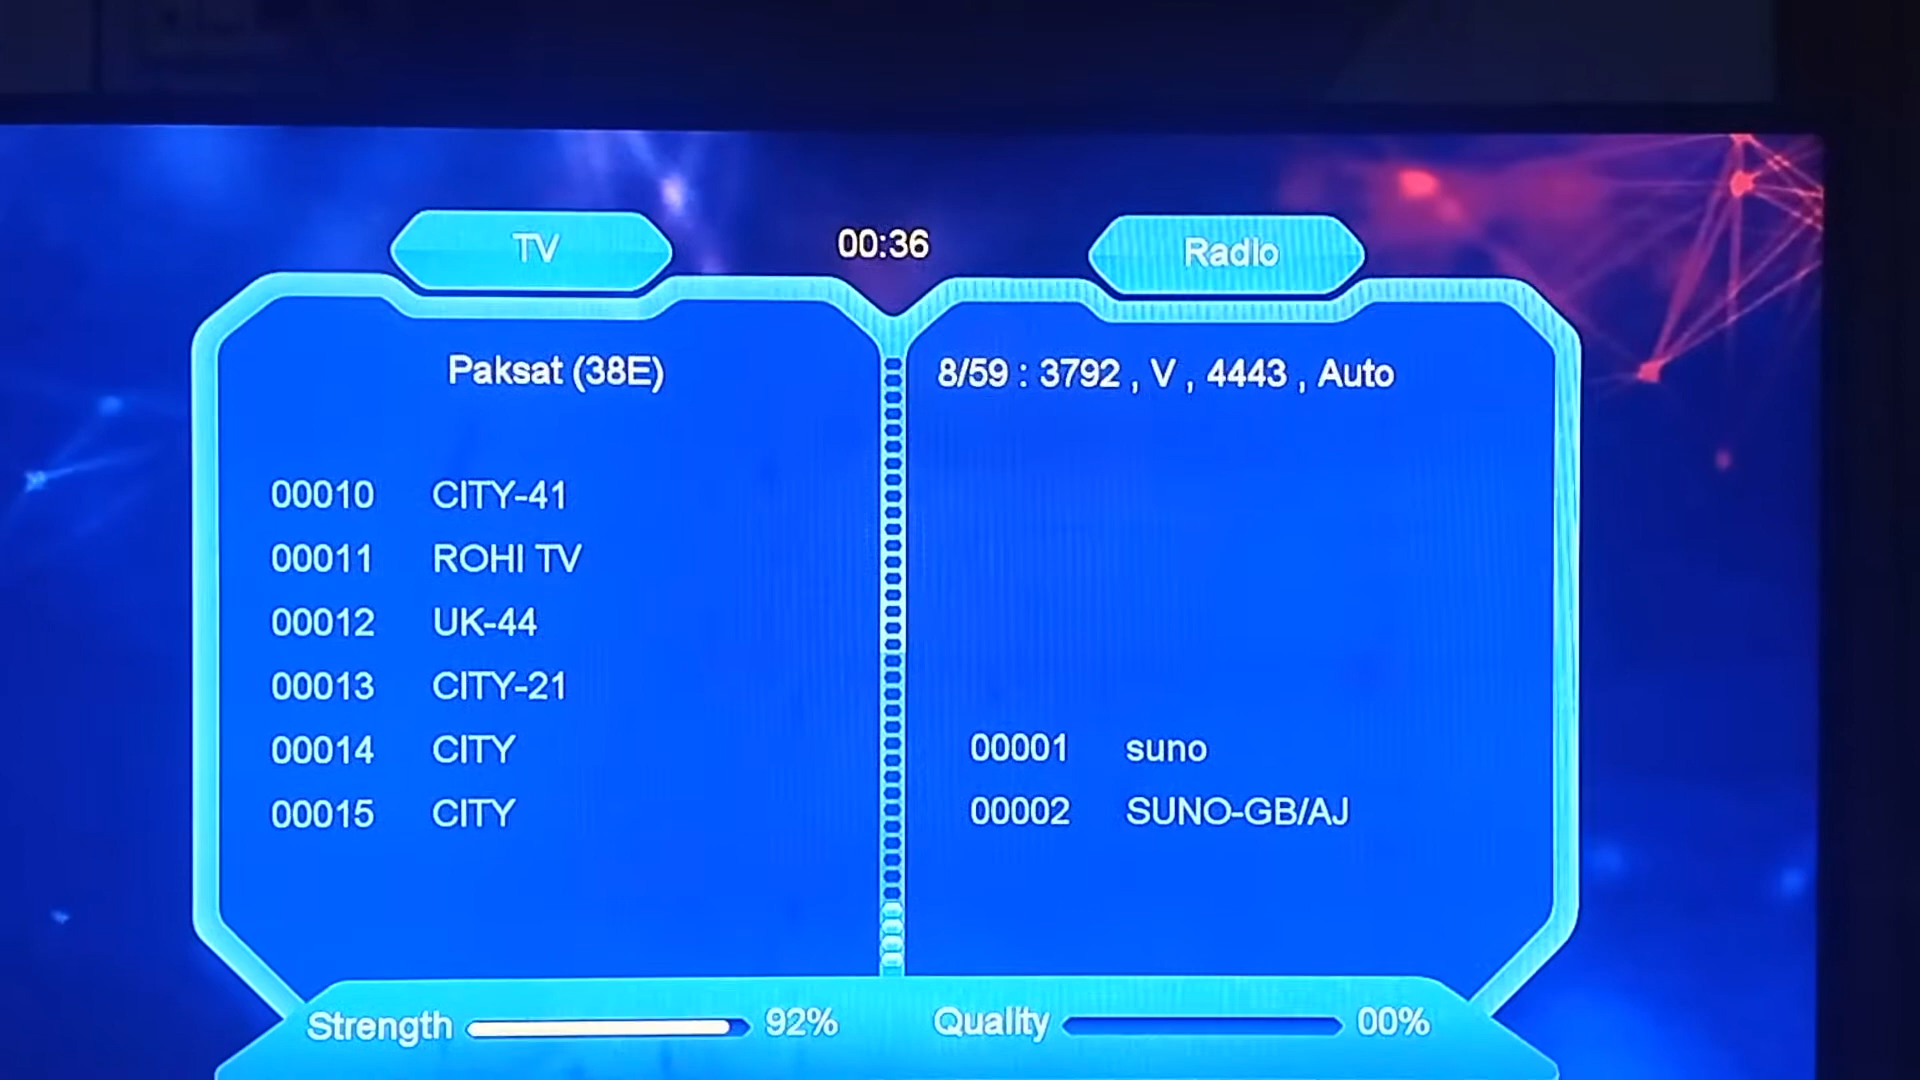 TV
00:36
Radio
Paksat (38E)
8/59 : 3792 , V , 4443 , Auto
00010 CITY-41
00011 ROHI TV
00012 UK-44
00013 CITY-21
00014 CITY
00015 CITY
00001 suno
00002 SUNO-GB/AJ
Strength 92%
Quality 00%